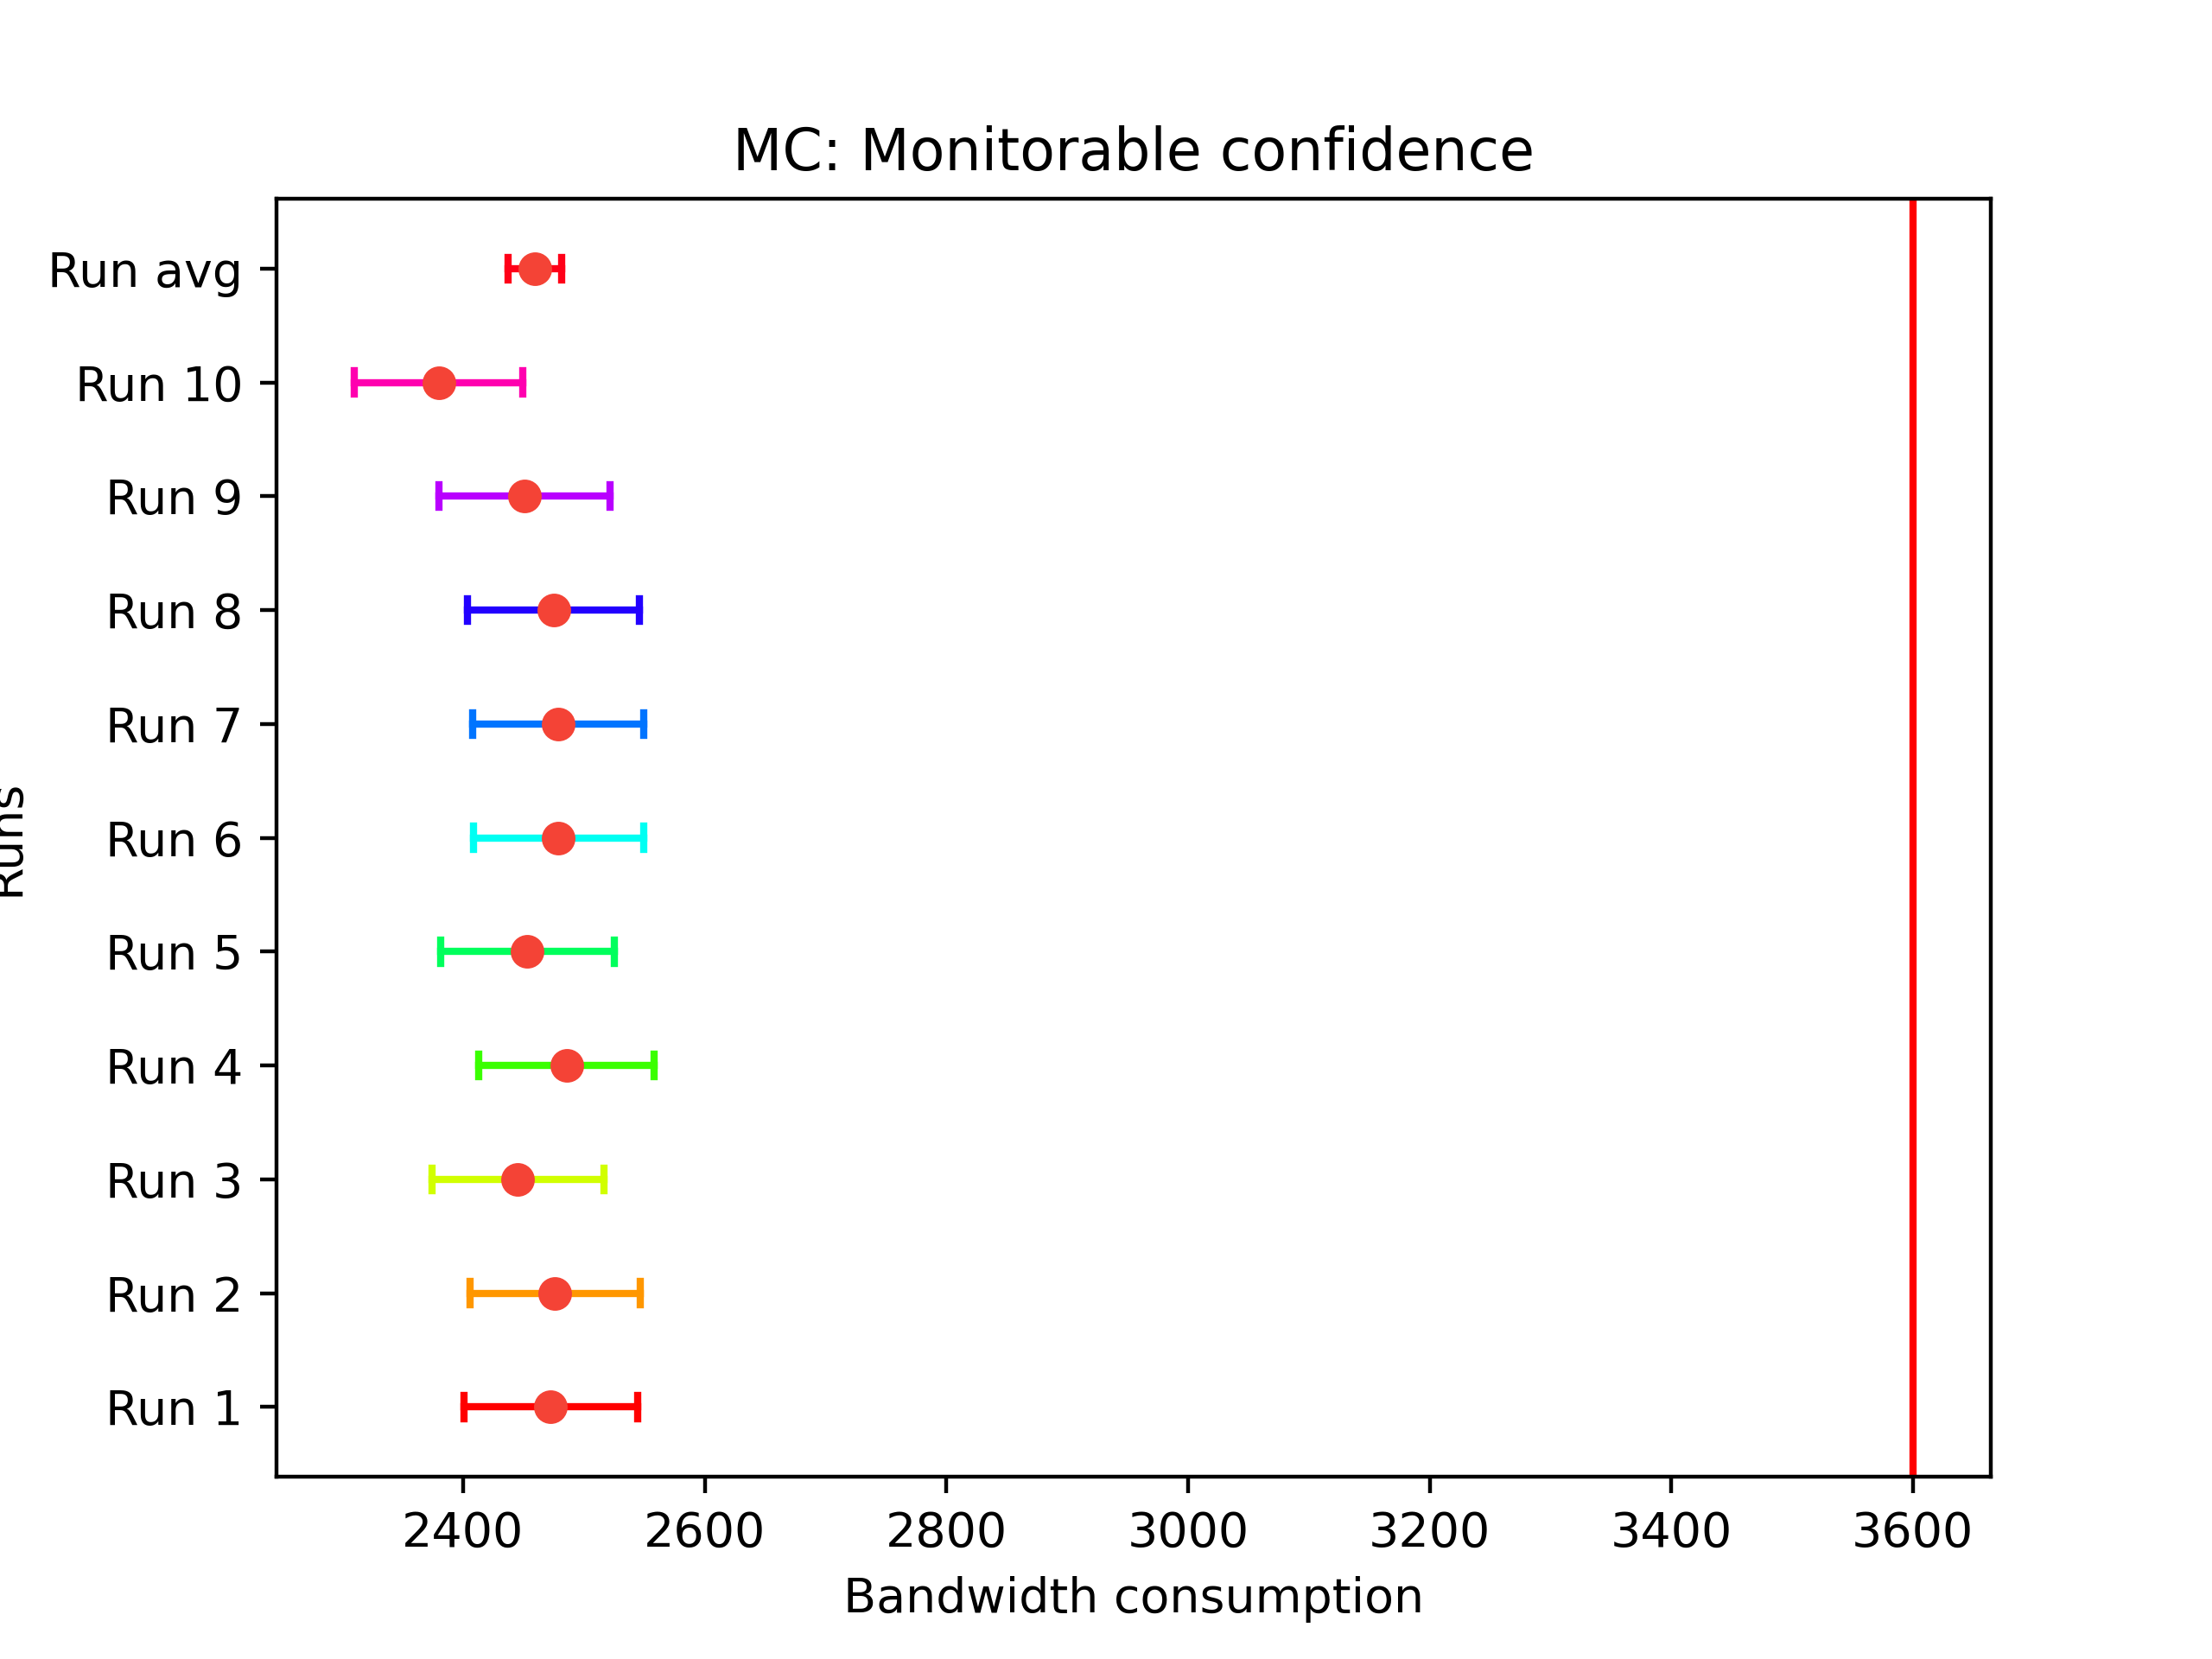 MC: Monitorable confidence
Run avg
Run 10
Run 9
Run 8
Run 7
Run 6
Run 5
Run 4
Run 3
Run 2
Run 1
Runs
2400 2600 2800 3000 3200 3400 3600
Bandwidth consumption